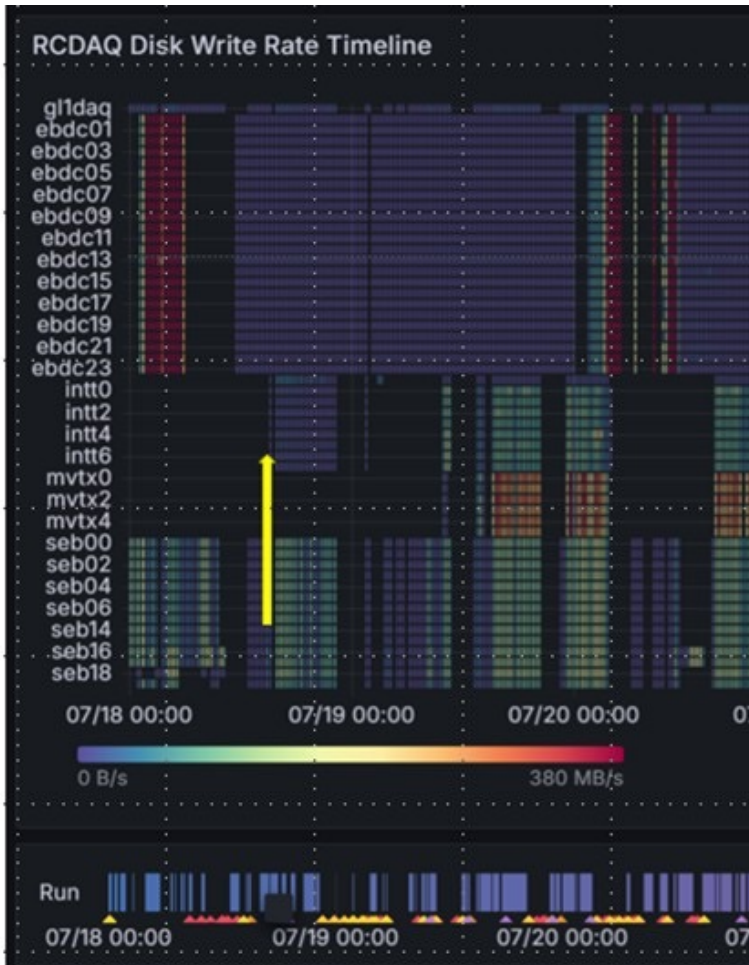 RCDAQ Disk Write Rate Timeline
gl1daq
ebdc01
ebdc03
ebdc05
ebdc07
ebdc09
ebdc11
ebdc13
ebdc15
ebdc17
ebdc19
ebdc21
ebdc23
intt0
intt2
intt4
intt6
mvtx0
mvtx2
mvtx4
seb00
seb02
seb04
seb06
seb14
seb16
seb18
07/18 00:00 07/19 00:00 07/20 00:00 0
0 B/s 380 MB/s
Run
07/18 00:00 07/19 00:00 07/20 00:00 07